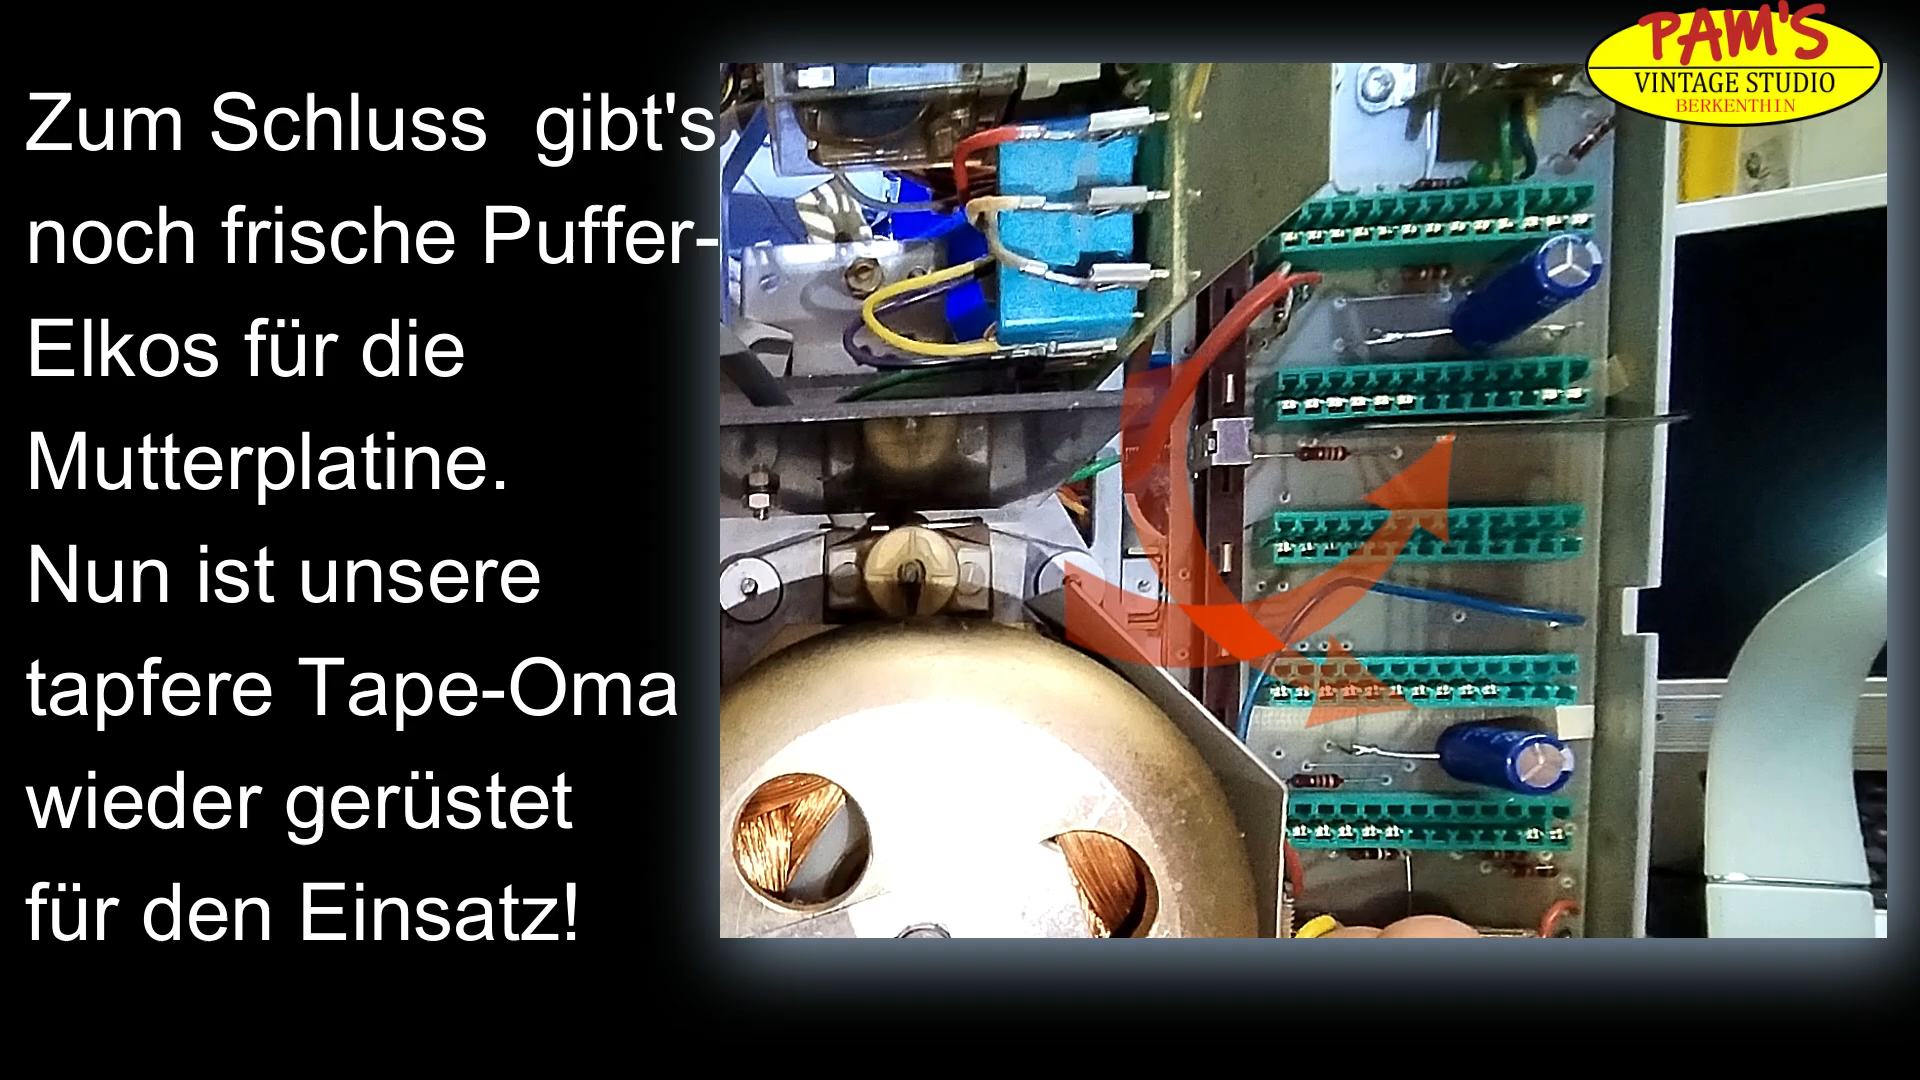 Zum Schluss  gibt's
noch frische Puffer-
Elkos für die
Mutterplatine.
Nun ist unsere
tapfere Tape-Oma
wieder gerüstet
für den Einsatz!
PAM'S
VINTAGE STUDIO
BERKENTHIN